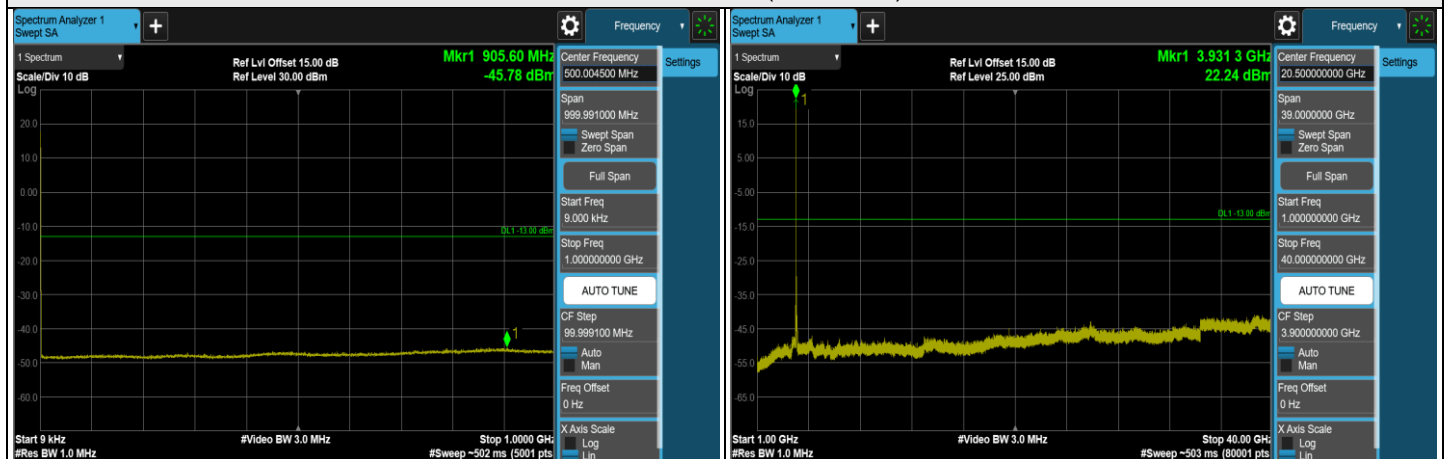 Spectrum Analyzer 1
Swept SA
+
Frequency
1 Spectrum
Scale/Div 10 dB
Log
Ref Lvl Offset 15.00 dB
Ref Level 30.00 dBm
Mkr1 905.60 MHz
-45.78 dBm
20.0
10.0
0.00
-10.0
-20.0
-30.0
-40.0
-50.0
-60.0
DL1 -13.00 dBm
1
Start 9 kHz
#Res BW 1.0 MHz
#Video BW 3.0 MHz
Stop 1.0000 GHz
#Sweep ~502 ms (5001 pts
Center Frequency
500.004500 MHz
Settings
Span
999.991000 MHz
Swept Span
Zero Span
Full Span
Start Freq
9.000 kHz
Stop Freq
1.000000000 GHz
AUTO TUNE
CF Step
99.999100 MHz
Auto
Man
Freq Offset
0 Hz
X Axis Scale
Log
Lin
Spectrum Analyzer 1
Swept SA
+
Frequency
1 Spectrum
Scale/Div 10 dB
Log
Ref Lvl Offset 15.00 dB
Ref Level 25.00 dBm
Mkr1 3.931 3 GHz
22.24 dBm
15.0
5.00
-5.00
-15.0
-25.0
-35.0
-45.0
-55.0
-65.0
DL1 -13.00 dBm
1
Start 1.00 GHz
#Res BW 1.0 MHz
#Video BW 3.0 MHz
Stop 40.00 GHz
#Sweep ~503 ms (80001 pts
Center Frequency
20.500000000 GHz
Settings
Span
39.0000000 GHz
Swept Span
Zero Span
Full Span
Start Freq
1.000000000 GHz
Stop Freq
40.000000000 GHz
AUTO TUNE
CF Step
3.900000000 GHz
Auto
Man
Freq Offset
0 Hz
X Axis Scale
Log
Lin